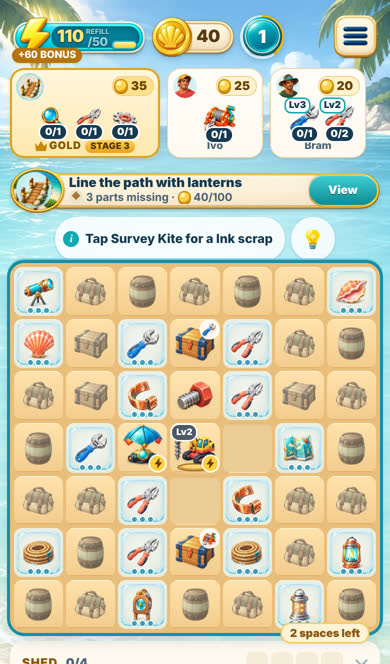 110 REFILL /50
+60 BONUS
40
1
35
0/1 0/1 0/1
GOLD STAGE 3
25
0/1
Ivo
20
Lv3 Lv2
0/1 0/2
Bram
Line the path with lanterns
3 parts missing · 40/100
View
i Tap Survey Kite for a Ink scrap
Lv2
2 spaces left
SHED 0/4